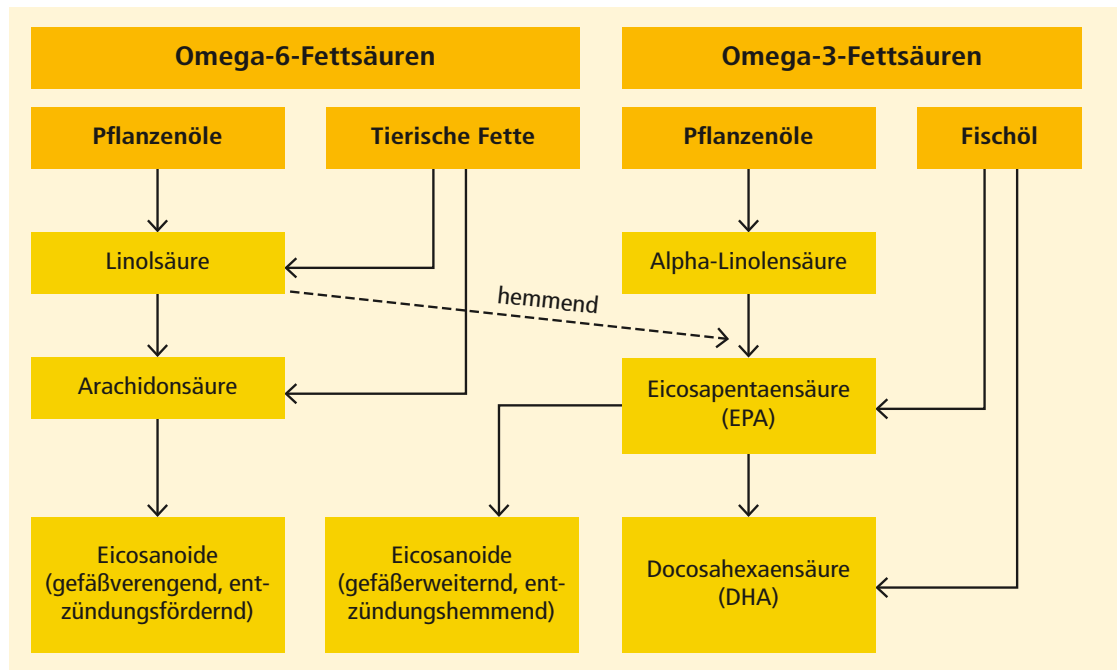 Omega-6-Fettsäuren
Omega-3-Fettsäuren
Pflanzenöle
Tierische Fette
Pflanzenöle
Fischöl
Linolsäure
Alpha-Linolensäure
hemmend
Arachidonsäure
Eicosapentaensäure
(EPA)
Eicosanoide
(gefäßverengend, ent-
zündungsfördernd)
Eicosanoide
(gefäßerweiternd, ent-
zündungshemmend)
Docosahexaensäure
(DHA)